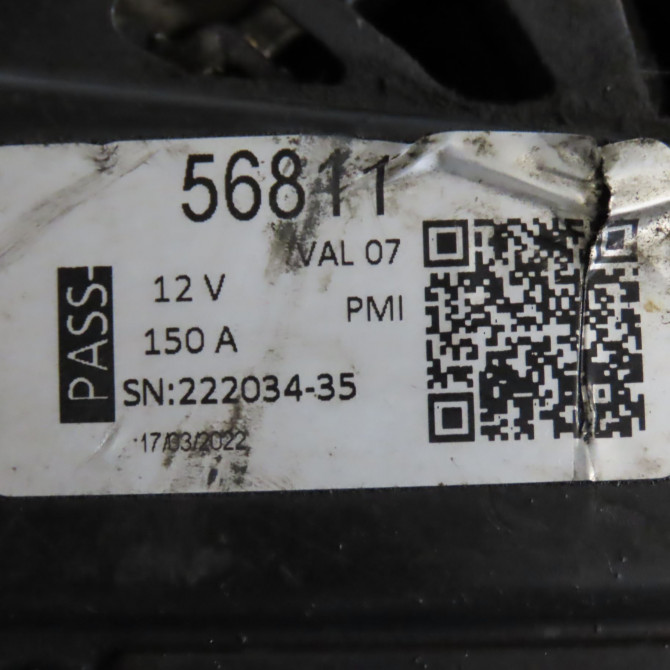 56811
VAL 07
12 V
PMI
150 A
PASS
SN:222034-35
17/03/2022